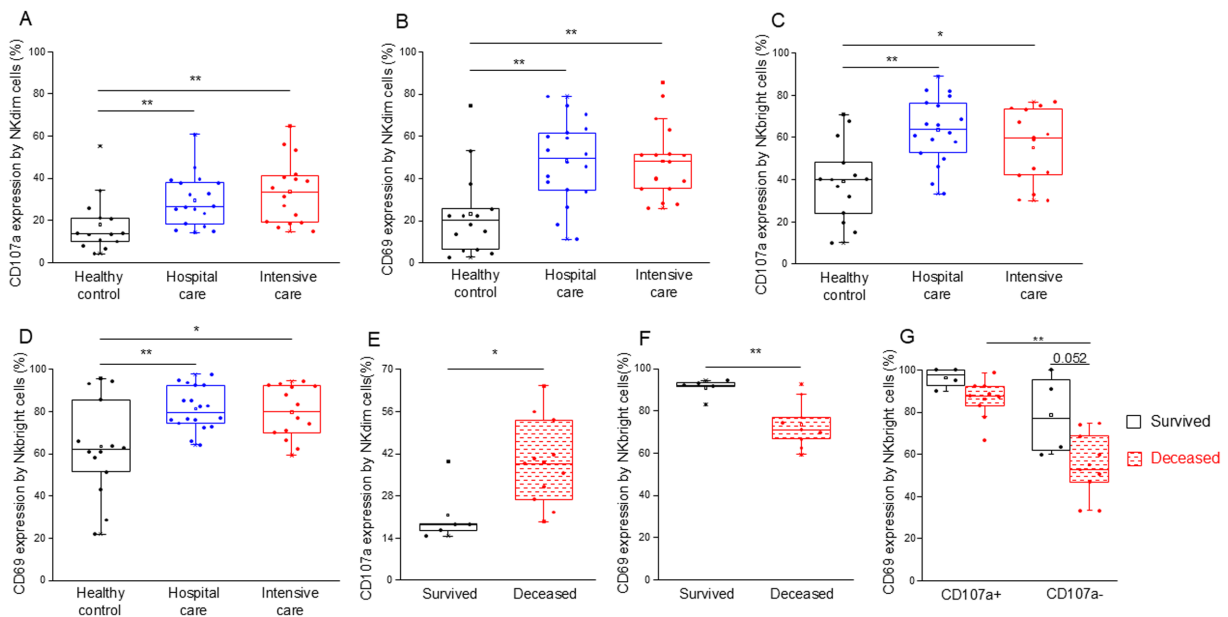 A
CD107a expression by NKdim cells (%)
100
80
60
40
20
0
**
**
Healthy control
Hospital care
Intensive care
B
CD69 expression by NKdim cells (%)
100
80
60
40
20
0
**
**
Healthy control
Hospital care
Intensive care
C
CD107a expression by NKbright cells (%)
100
80
60
40
20
0
*
**
Healthy control
Hospital care
Intensive care
D
CD69 expression by NKbright cells (%)
100
80
60
40
20
0
*
**
Healthy control
Hospital care
Intensive care
E
CD107a expression by NKdim cells(%)
70
56
42
28
14
0
*
Survived
Deceased
F
CD69 expression by NKbright cells (%)
100
80
60
40
20
0
**
Survived
Deceased
G
CD69 expression by NKbright cells (%)
100
80
60
40
20
0
**
0.052
CD107a+
CD107a-
Survived
Deceased